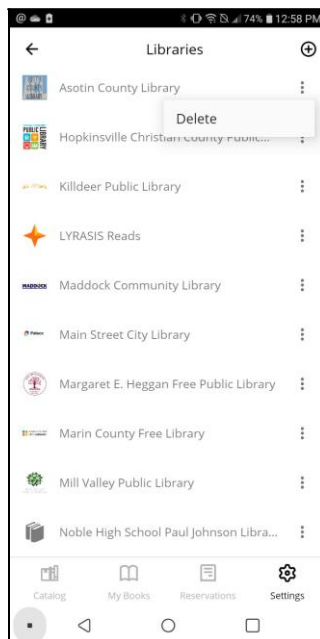 74% 12:58 PM
Libraries
Asotin County Library
Delete
Hopkinsville Christian County Public...
Killdeer Public Library
LYRASIS Reads
MADDOCK
Maddock Community Library
Main Street City Library
Margaret E. Heggan Free Public Library
Marin County Free Library
Mill Valley Public Library
Noble High School Paul Johnson Libra...
Catalog
My Books
Reservations
Settings